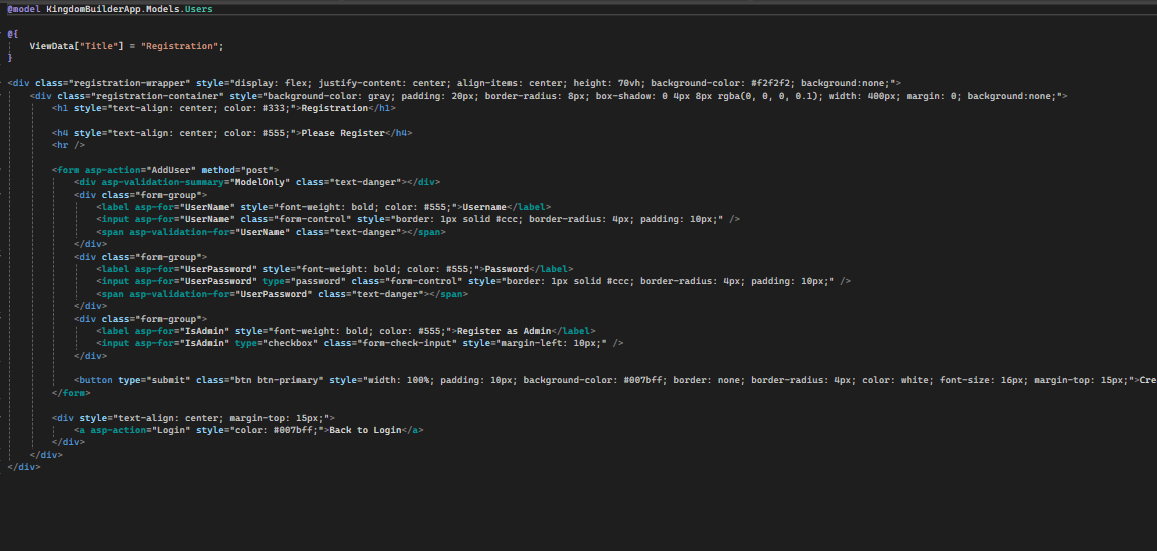 @model KingdomBuilderApp.Models.Users
@{
ViewData["Title"] = "Registration";
}
<div class="registration-wrapper" style="display: flex; justify-content: center; align-items: center; height: 70vh; background-color: #f2f2f2; background:none;">
<div class="registration-container" style="background-color: gray; padding: 20px; border-radius: 8px; box-shadow: 0 4px 8px rgba(0, 0, 0, 0.1); width: 400px; margin: 0; background:none;">
<h1 style="text-align: center; color: #333;">Registration</h1>
<h4 style="text-align: center; color: #555;">Please Register</h4>
<hr />
<form asp-action="AddUser" method="post">
<div asp-validation-summary="ModelOnly" class="text-danger"></div>
<div class="form-group">
<label asp-for="UserName" style="font-weight: bold; color: #555;">Username</label>
<input asp-for="UserName" class="form-control" style="border: 1px solid #ccc; border-radius: 4px; padding: 10px;" />
<span asp-validation-for="UserName" class="text-danger"></span>
</div>
<div class="form-group">
<label asp-for="UserPassword" style="font-weight: bold; color: #555;">Password</label>
<input asp-for="UserPassword" type="password" class="form-control" style="border: 1px solid #ccc; border-radius: 4px; padding: 10px;" />
<span asp-validation-for="UserPassword" class="text-danger"></span>
</div>
<div class="form-group">
<label asp-for="IsAdmin" style="font-weight: bold; color: #555;">Register as Admin</label>
<input asp-for="IsAdmin" type="checkbox" class="form-check-input" style="margin-left: 10px;" />
</div>
<button type="submit" class="btn btn-primary" style="width: 100%; padding: 10px; background-color: #007bff; border: none; border-radius: 4px; color: white; font-size: 16px; margin-top: 15px;">Cre
</form>
<div style="text-align: center; margin-top: 15px;">
<a asp-action="Login" style="color: #007bff;">Back to Login</a>
</div>
</div>
</div>